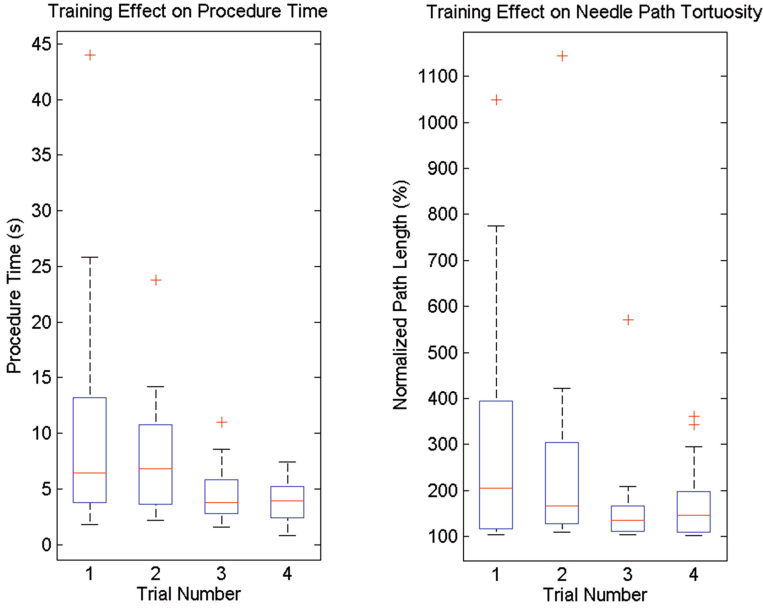 Training Effect on Procedure Time
Procedure Time (s)
45
40
35
30
25
20
15
10
5
0
1 2 3 4
Trial Number
Training Effect on Needle Path Tortuosity
Normalized Path Length (%)
1100
1000
900
800
700
600
500
400
300
200
100
1 2 3 4
Trial Number